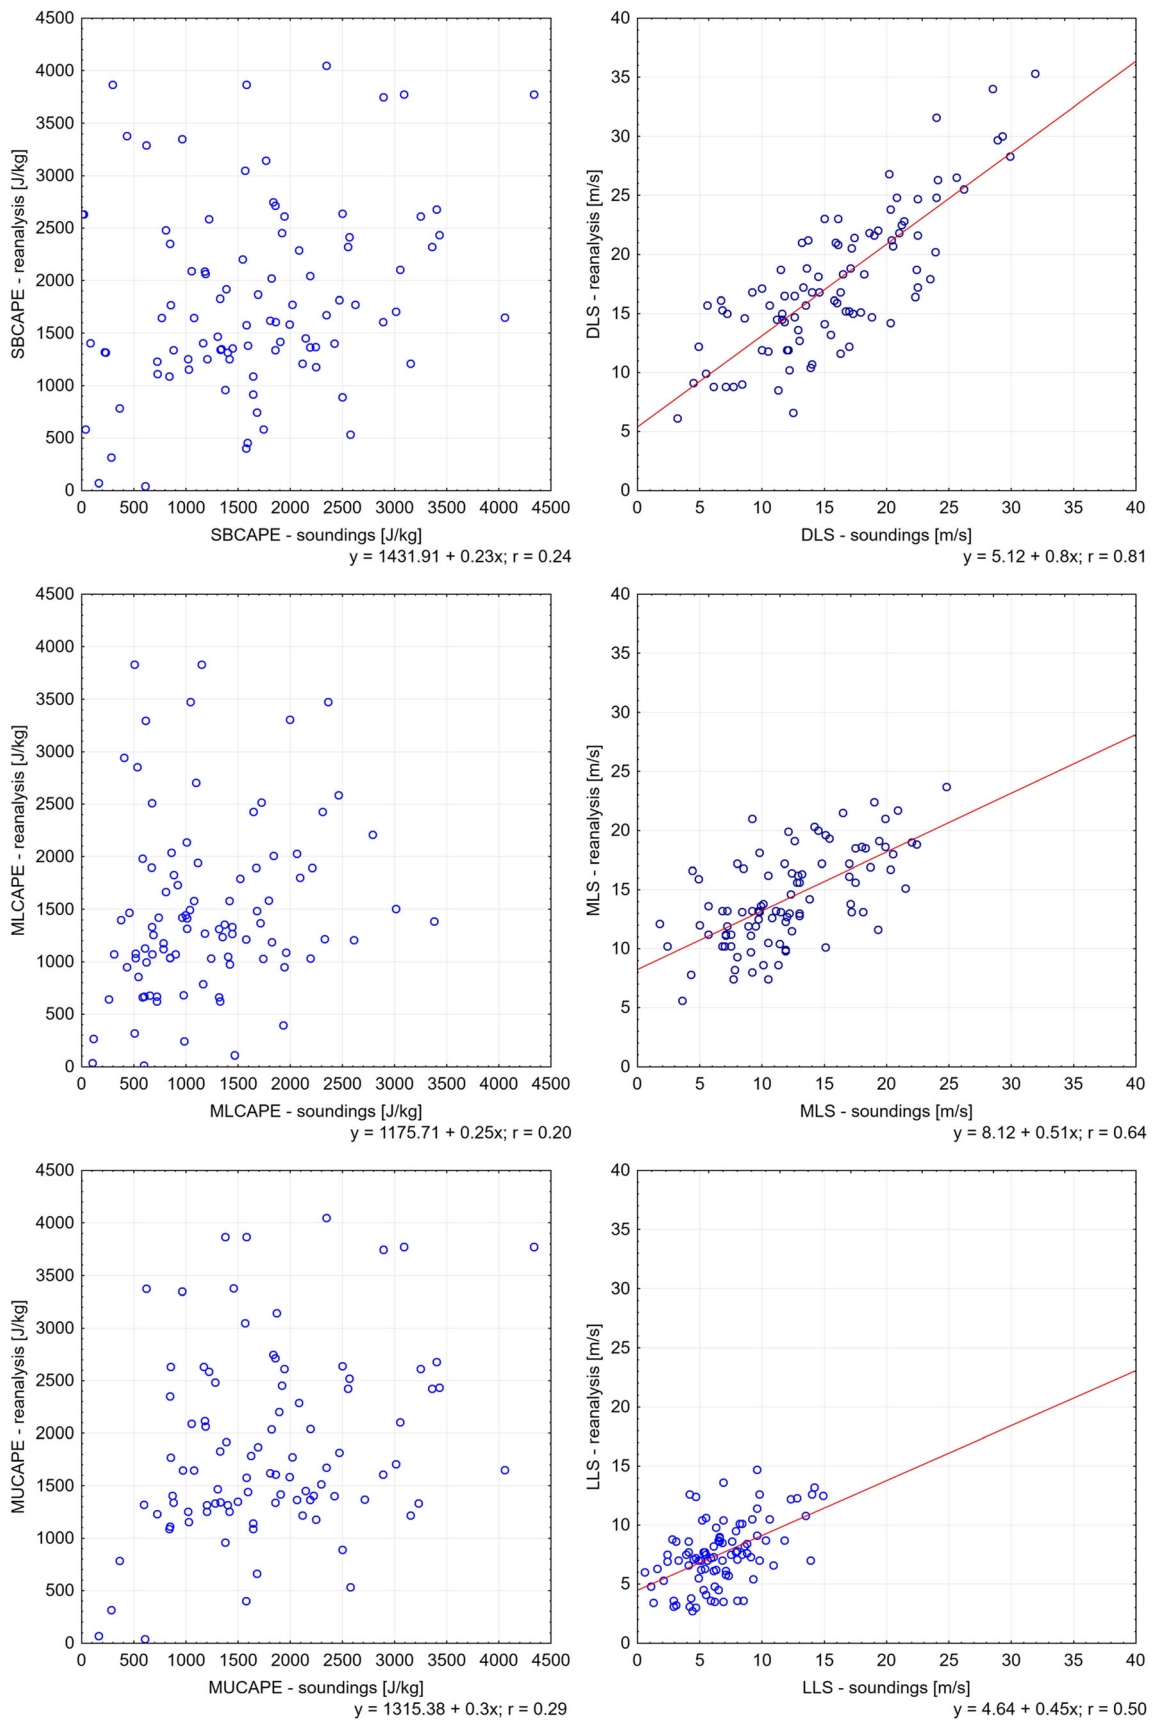 4500
4000
3500
3000
2500
2000
1500
1000
500
0
SBCAPE - reanalysis [J/kg]
0 500 1000 1500 2000 2500 3000 3500 4000 4500
SBCAPE - soundings [J/kg]
y = 1431.91 + 0.23x; r = 0.24
40
35
30
25
20
15
10
5
0
DLS - reanalysis [m/s]
0 5 10 15 20 25 30 35 40
DLS - soundings [m/s]
y = 5.12 + 0.8x; r = 0.81
4500
4000
3500
3000
2500
2000
1500
1000
500
0
MLCAPE - reanalysis [J/kg]
0 500 1000 1500 2000 2500 3000 3500 4000 4500
MLCAPE - soundings [J/kg]
y = 1175.71 + 0.25x; r = 0.20
40
35
30
25
20
15
10
5
0
MLS - reanalysis [m/s]
0 5 10 15 20 25 30 35 40
MLS - soundings [m/s]
y = 8.12 + 0.51x; r = 0.64
4500
4000
3500
3000
2500
2000
1500
1000
500
0
MUCAPE - reanalysis [J/kg]
0 500 1000 1500 2000 2500 3000 3500 4000 4500
MUCAPE - soundings [J/kg]
y = 1315.38 + 0.3x; r = 0.29
40
35
30
25
20
15
10
5
0
LLS - reanalysis [m/s]
0 5 10 15 20 25 30 35 40
LLS - soundings [m/s]
y = 4.64 + 0.45x; r = 0.50